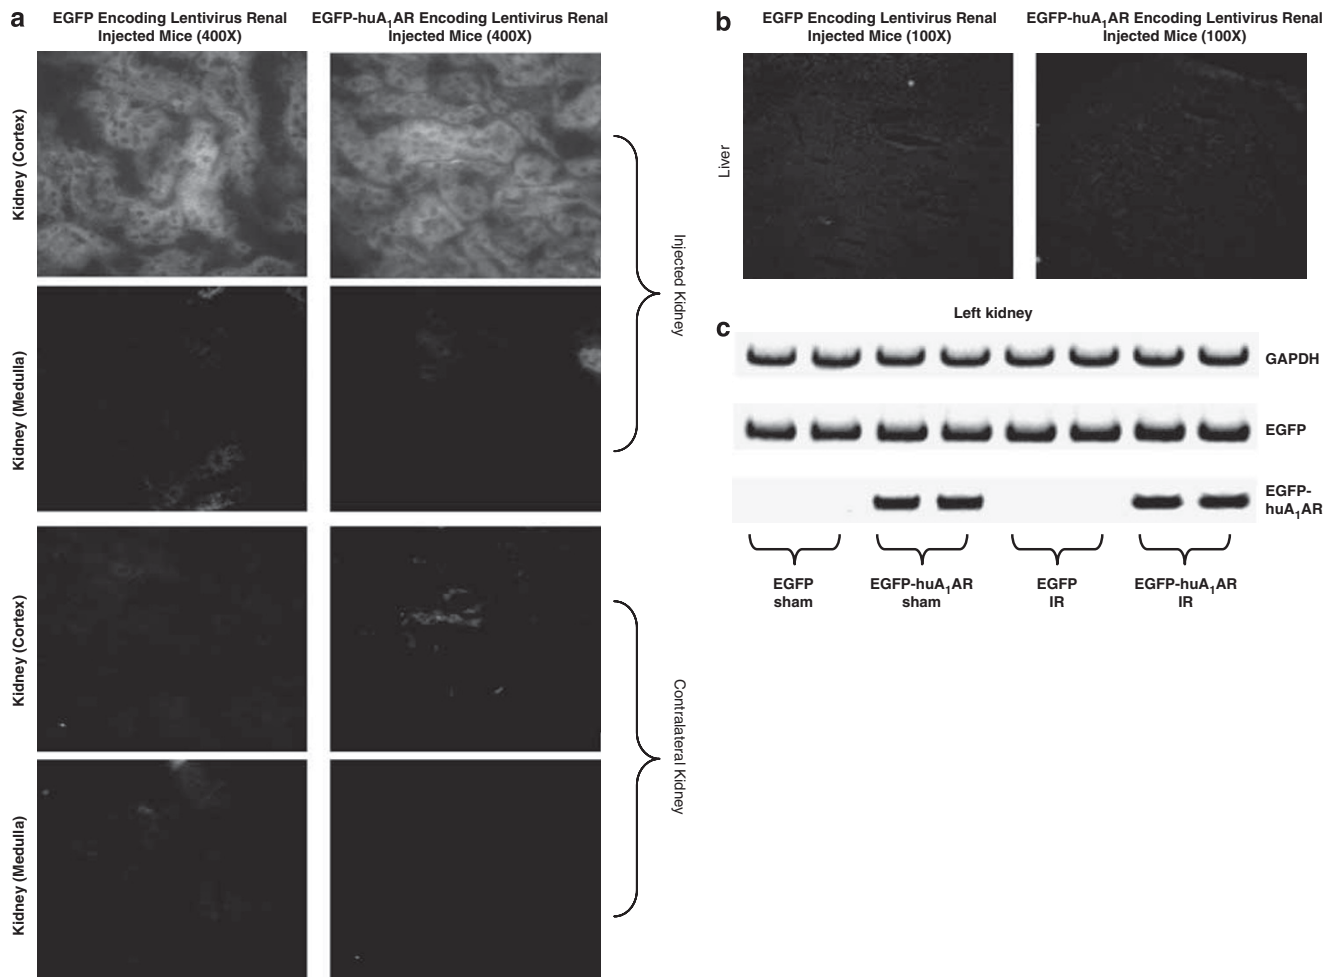 a
EGFP Encoding Lentivirus Renal
Injected Mice (400X)
EGFP-huA₁AR Encoding Lentivirus Renal
Injected Mice (400X)
Kidney (Cortex)
Kidney (Medulla)
Injected Kidney
Kidney (Cortex)
Kidney (Medulla)
Contralateral Kidney
b
EGFP Encoding Lentivirus Renal
Injected Mice (100X)
EGFP-huA₁AR Encoding Lentivirus Renal
Injected Mice (100X)
Liver
c
Left kidney
GAPDH
EGFP
EGFP-
huA₁AR
EGFP
sham
EGFP-huA₁AR
sham
EGFP
IR
EGFP-huA₁AR
IR